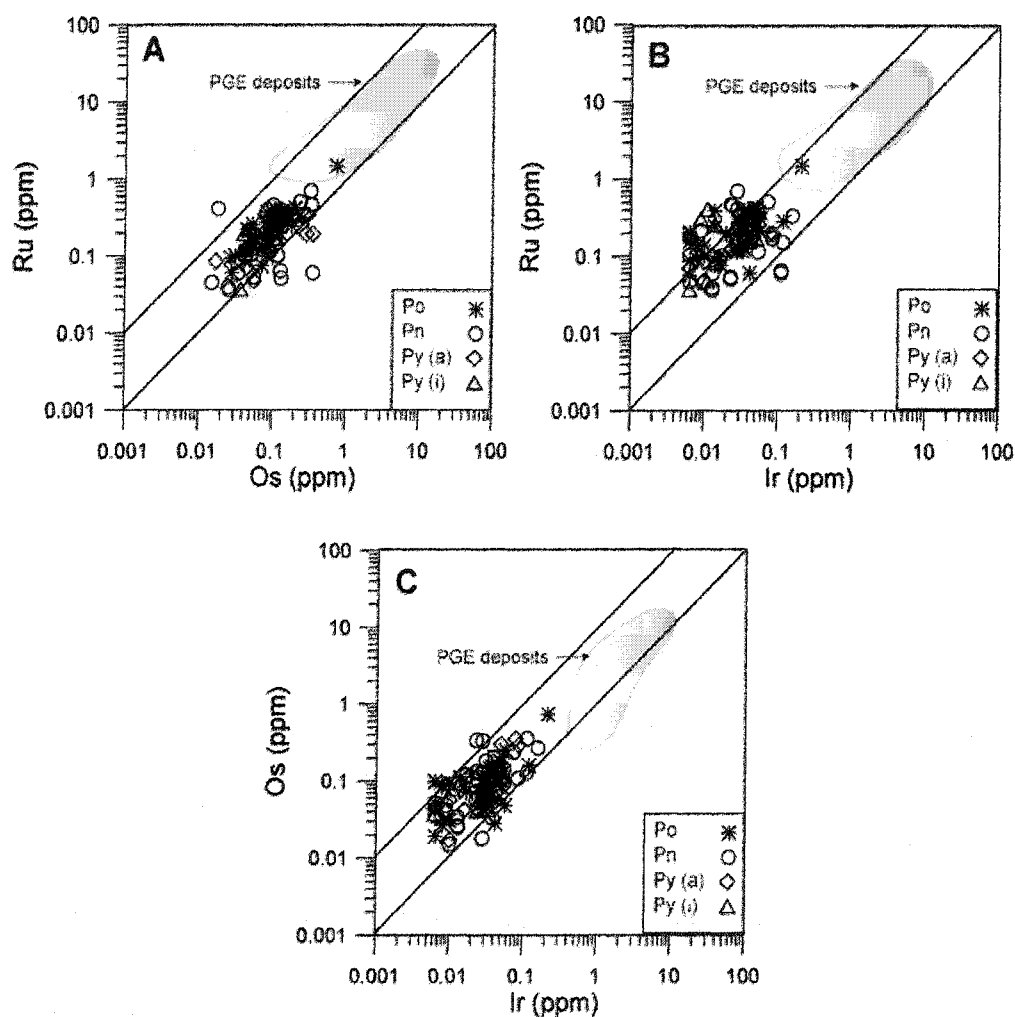 A
PGE deposits
Ru (ppm)
100
10
1
0.1
0.01
0.001
0.001
0.01
0.1
1
10
100
Os (ppm)
Po
Pn
Py (a)
Py (i)
B
PGE deposits
Ru (ppm)
100
10
1
0.1
0.01
0.001
0.001
0.01
0.1
1
10
100
Ir (ppm)
Po
Pn
Py (a)
Py (i)
C
PGE deposits
Os (ppm)
100
10
1
0.1
0.01
0.001
0.001
0.01
0.1
1
10
100
Ir (ppm)
Po
Pn
Py (a)
Py (i)